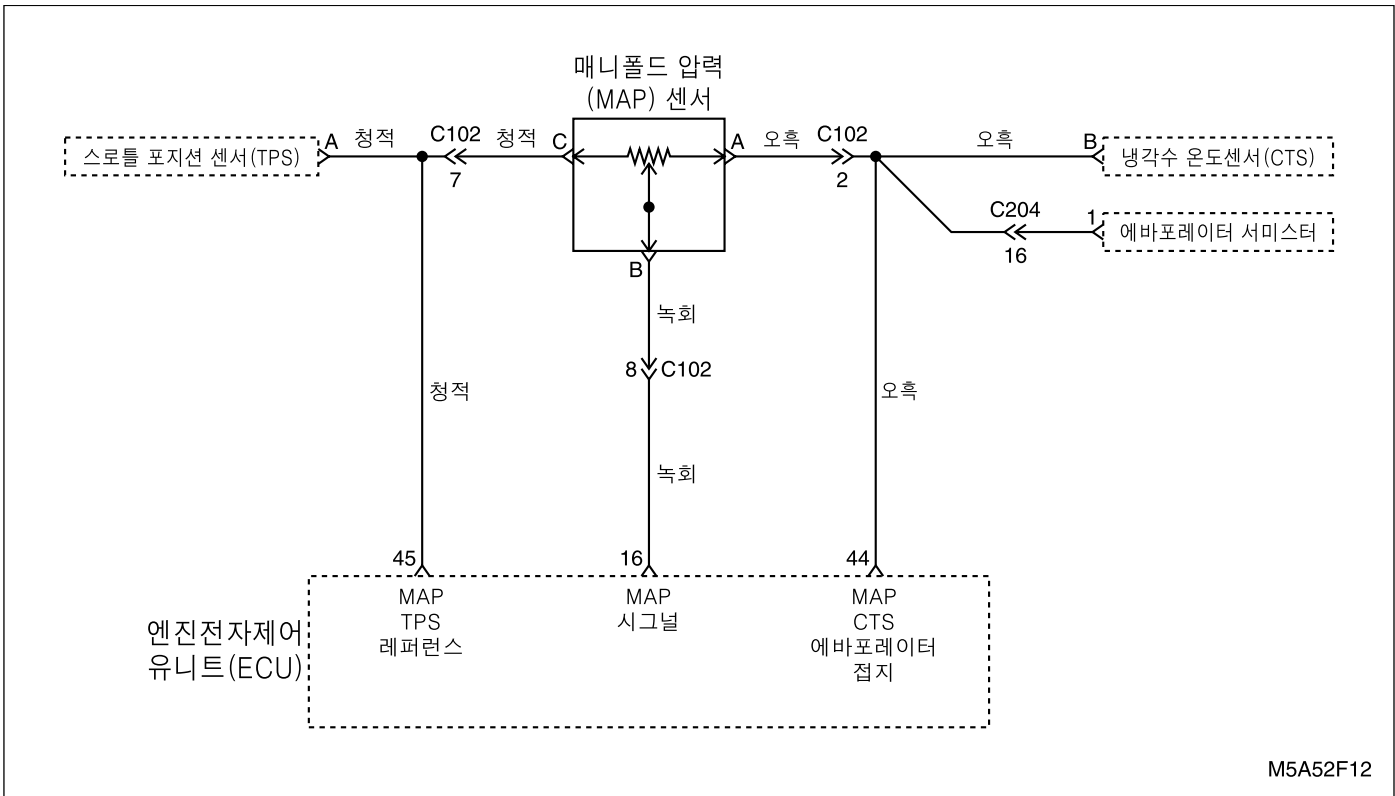 매니폴드 압력
(MAP) 센서
스로틀 포지션 센서(TPS)
A
청적
C102
7
청적
C
A
오흑
C102
2
오흑
B
냉각수 온도센서(CTS)
C204
16
1
에바포레이터 서미스터
B
녹회
8
C102
청적
오흑
녹회
45
16
44
엔진전자제어
유니트(ECU)
MAP
TPS
레퍼런스
MAP
시그널
MAP
CTS
에바포레이터
접지
M5A52F12